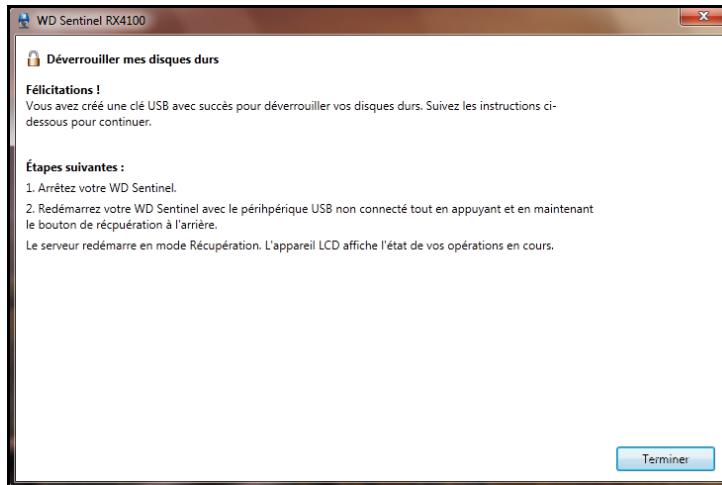 WD Sentinel RX4100
Déverrouiller mes disques durs
Félicitations !
Vous avez créé une clé USB avec succès pour déverrouiller vos disques durs. Suivez les instructions ci-
dessous pour continuer.
Étapes suivantes :
1. Arrêtez votre WD Sentinel.
2. Redémarrez votre WD Sentinel avec le périhpérique USB non connecté tout en appuyant et en maintenant
le bouton de récpuération à l'arrière.
Le serveur redémarre en mode Récupération. L'appareil LCD affiche l'état de vos opérations en cours.
Terminer